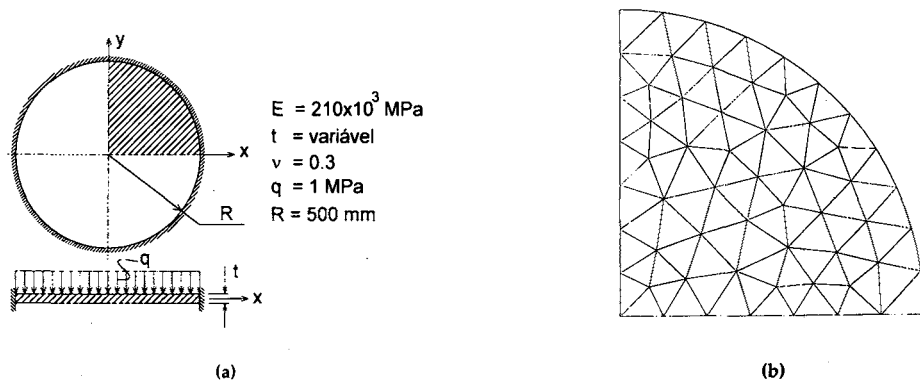 y
x
R
E = 210x10³ MPa
t = variável
ν = 0.3
q = 1 MPa
R = 500 mm
q
t
x
(a)
(b)